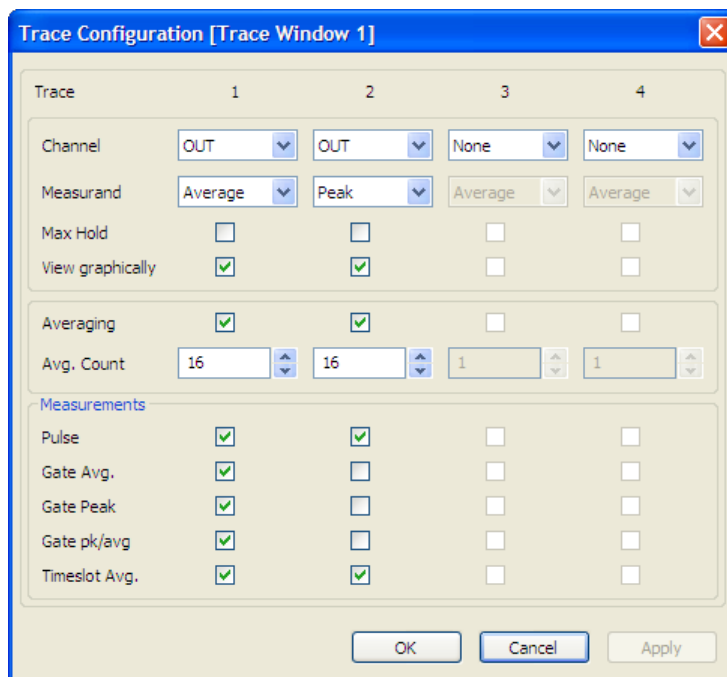 Trace Configuration [Trace Window 1]
Trace 1 2 3 4
Channel OUT OUT None None
Measurand Average Peak Average Average
Max Hold
View graphically
Averaging
Avg. Count 16 16 1 1
Measurements
Pulse
Gate Avg.
Gate Peak
Gate pk/avg
Timeslot Avg.
OK Cancel Apply